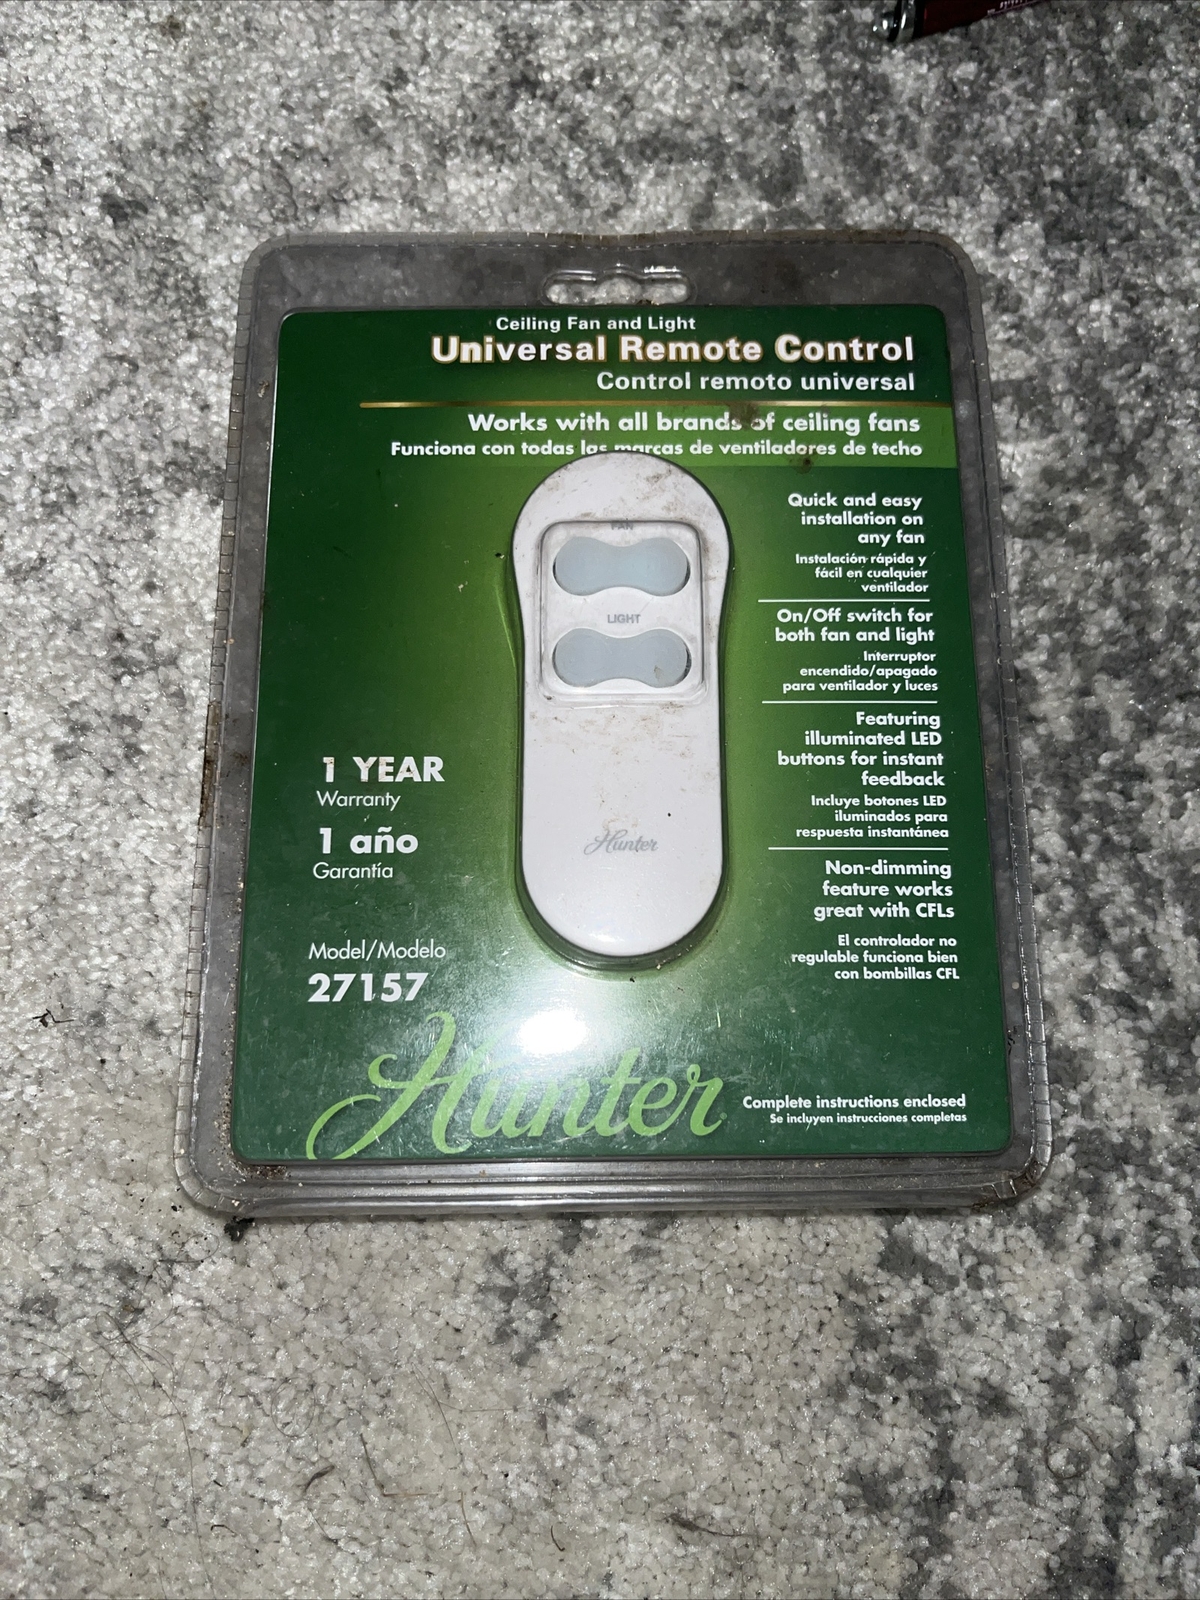 Ceiling Fan and Light
Universal Remote Control
Control remoto universal
Works with all brands of ceiling fans
Funciona con todas las marcas de ventiladores de techo
FAN
LIGHT
Hunter
Quick and easy
installation on
any fan
Instalación rápida y
fácil en cualquier
ventilador
On/Off switch for
both fan and light
Interruptor
encendido/apagado
para ventilador y luces
Featuring
illuminated LED
buttons for instant
feedback
Incluye botones LED
iluminados para
respuesta instantánea
Non-dimming
feature works
great with CFLs
El controlador no
regulable funciona bien
con bombillas CFL
1 YEAR
Warranty
1 año
Garantía
Model/Modelo
27157
Hunter
Complete instructions enclosed
Se incluyen instrucciones completas